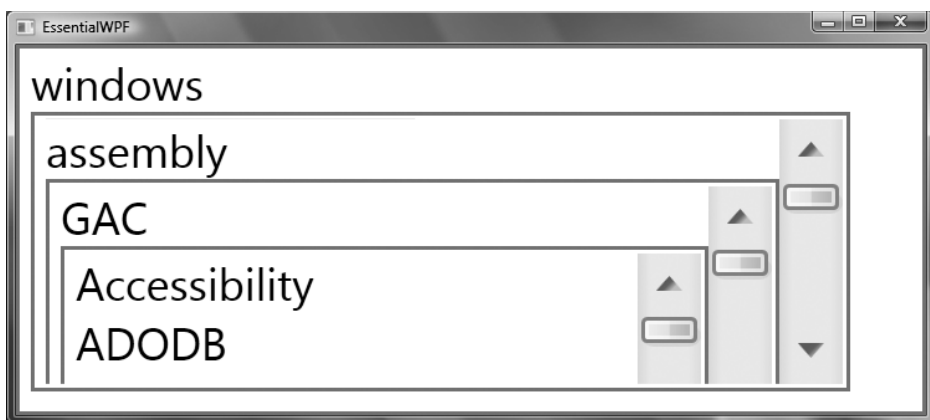 EssentialWPF
windows
assembly
GAC
Accessibility
ADODB